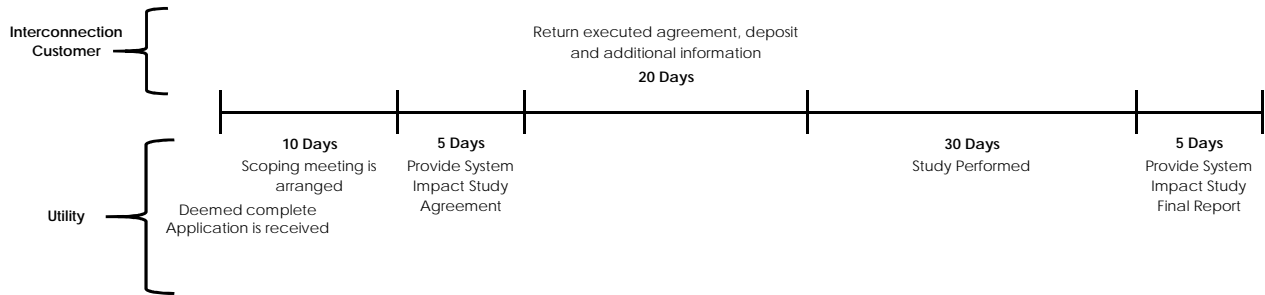 Interconnection
Customer
Return executed agreement, deposit
and additional information
20 Days
10 Days
Scoping meeting is
arranged
Deemed complete
Application is received
5 Days
Provide System
Impact Study
Agreement
30 Days
Study Performed
5 Days
Provide System
Impact Study
Final Report
Utility